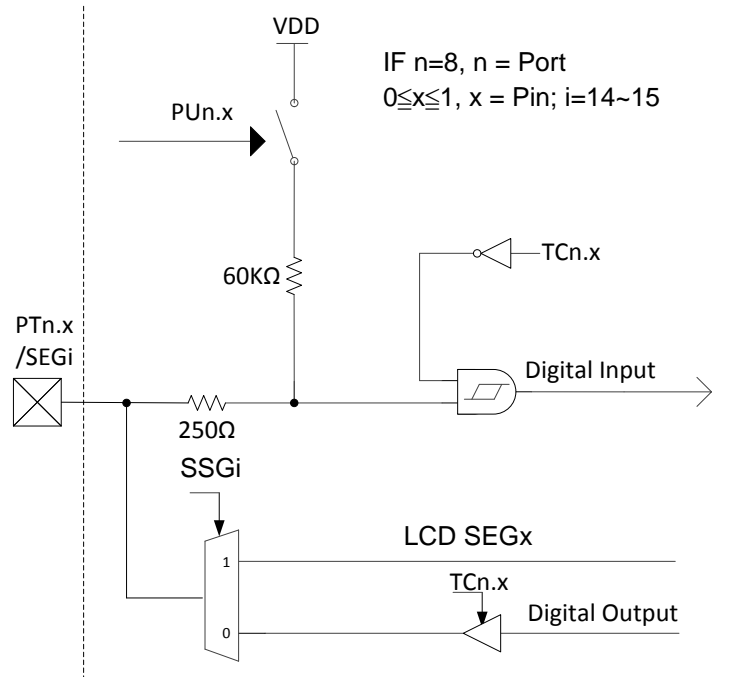 VDD
IF n=8, n = Port
0≦x≦1, x = Pin; i=14~15
PUn.x
TCn.x
60KΩ
PTn.x
/SEGi
Digital Input
250Ω
SSGi
LCD SEGx
1
TCn.x
Digital Output
0